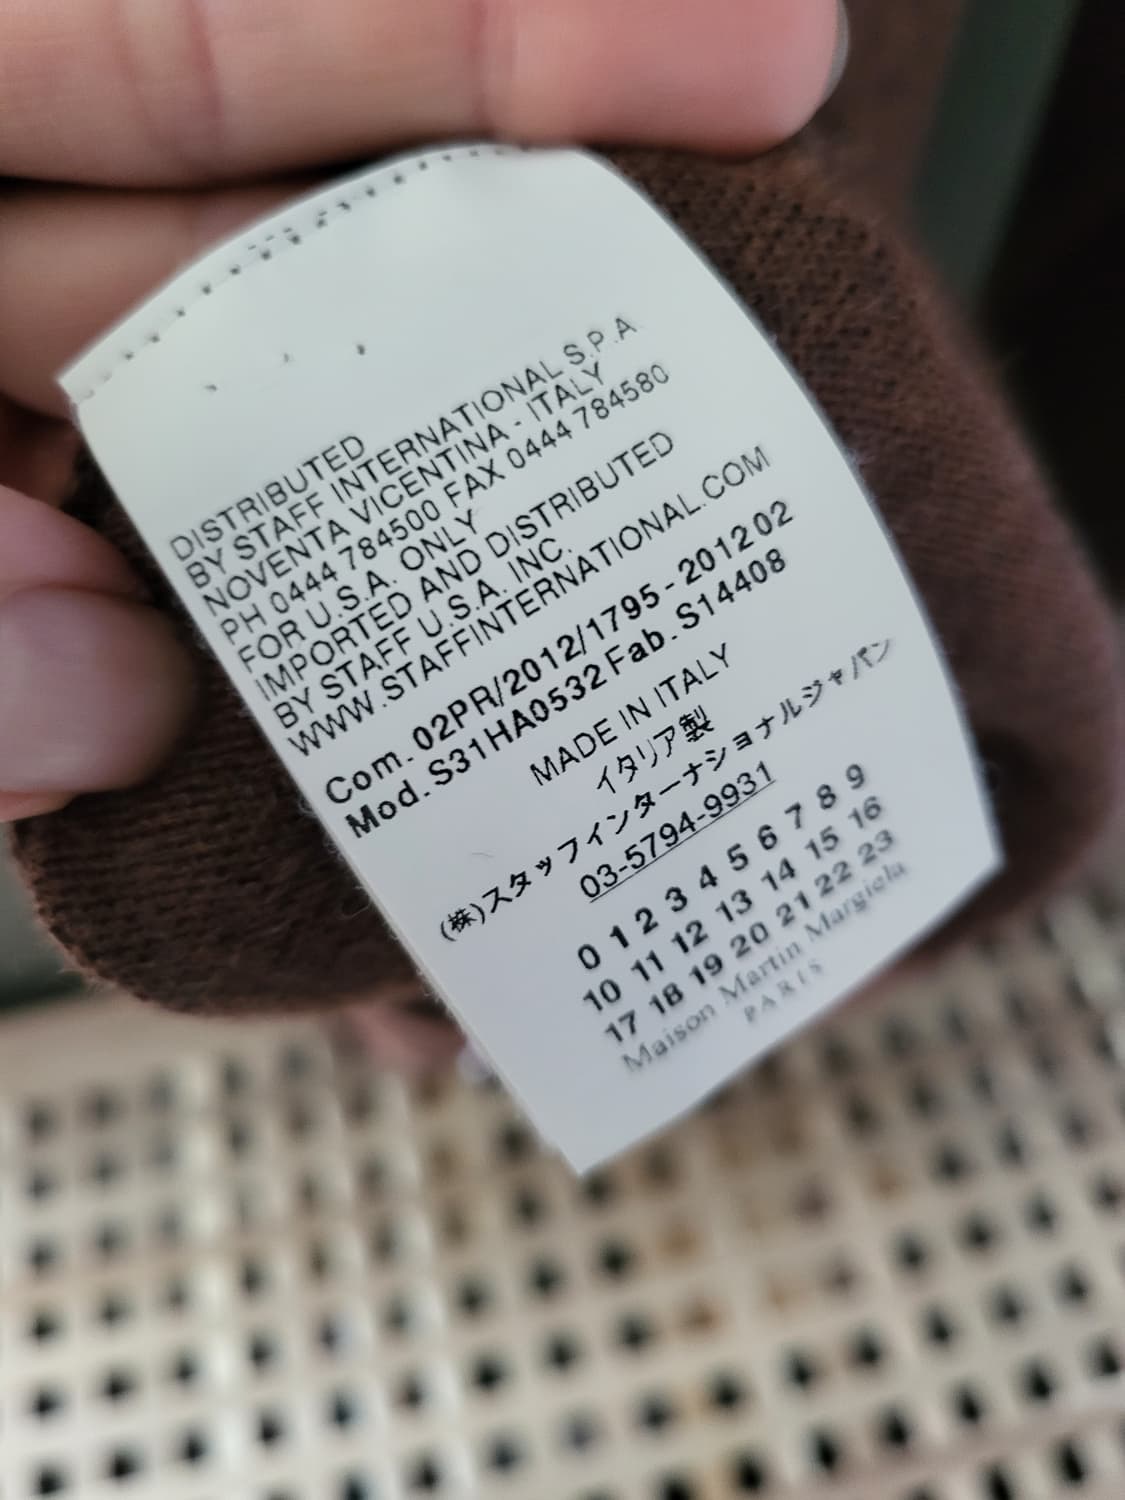 DISTRIBUTED
BY STAFF INTERNATIONAL S.P.A.
NOVENTA VICENTINA - ITALY
PH 0444 784500 FAX 0444 784580
FOR U.S.A. ONLY
IMPORTED AND DISTRIBUTED
BY STAFF U.S.A. INC.
WWW.STAFFINTERNATIONAL.COM
Com. 02PR/2012/1795 - 2012 02
Mod. S31HA0532 Fab. S14408
MADE IN ITALY
イタリア製
(株)スタッフインターナショナルジャパン
03-5794-9931
0 1 2 3 4 5 6 7 8 9
10 11 12 13 14 15 16
17 18 19 20 21 22 23
Maison Martin Margiela
PARIS